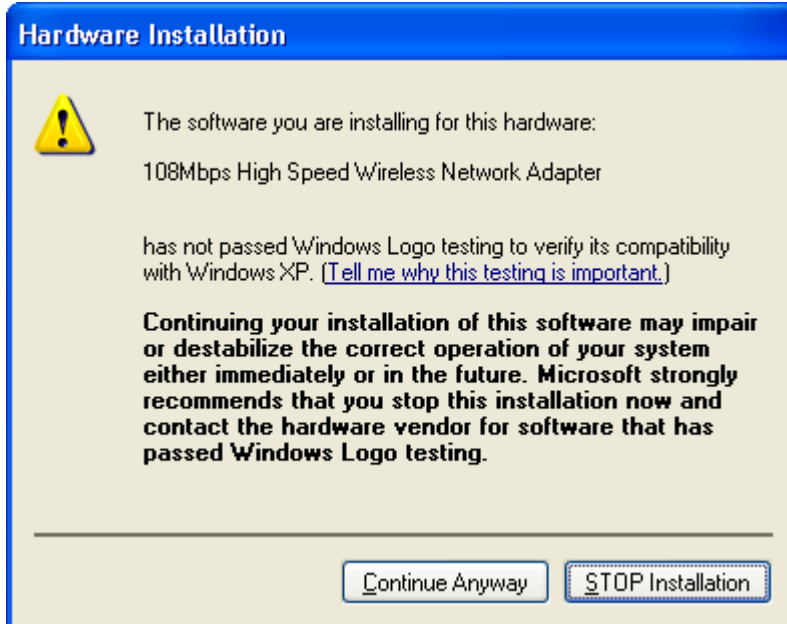 Hardware Installation
The software you are installing for this hardware:
108Mbps High Speed Wireless Network Adapter
has not passed Windows Logo testing to verify its compatibility
with Windows XP. (Tell me why this testing is important.)
Continuing your installation of this software may impair
or destabilize the correct operation of your system
either immediately or in the future. Microsoft strongly
recommends that you stop this installation now and
contact the hardware vendor for software that has
passed Windows Logo testing.
Continue Anyway STOP Installation